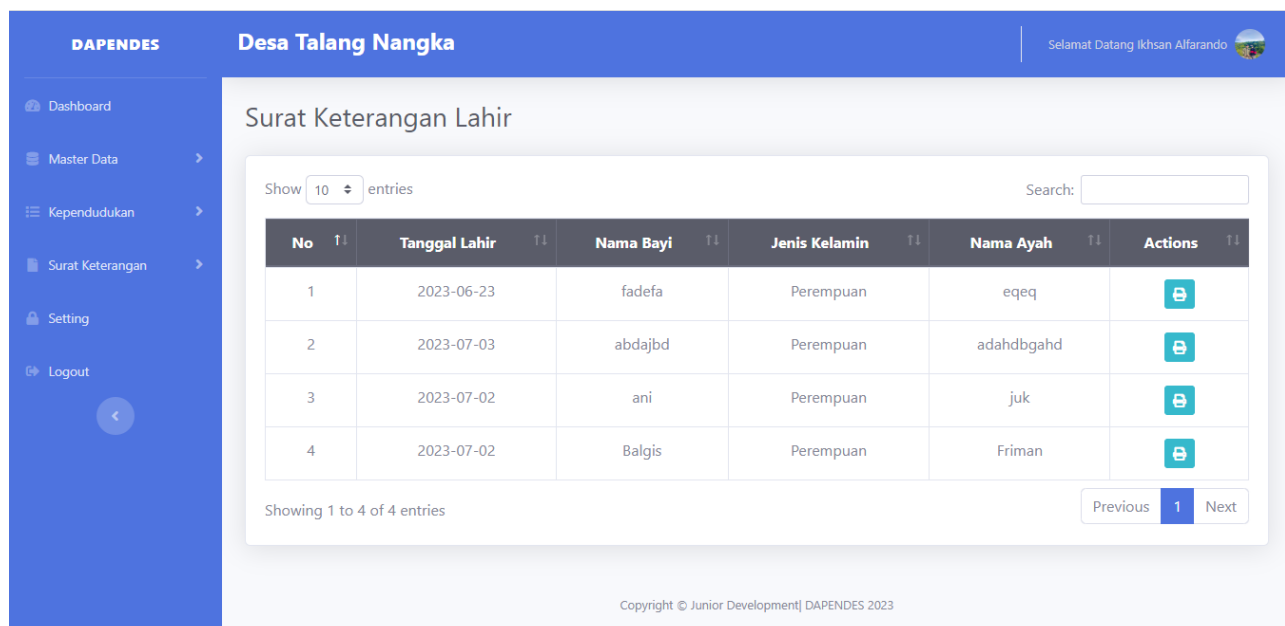 DAPENDES
Desa Talang Nangka
Selamat Datang Ikhsan Alfarando
Dashboard
Master Data
Kependudukan
Surat Keterangan
Setting
Logout
Surat Keterangan Lahir
Show 10 entries
Search:
No Tanggal Lahir Nama Bayi Jenis Kelamin Nama Ayah Actions
1 2023-06-23 fadefa Perempuan eqeq
2 2023-07-03 abdajbd Perempuan adahdbgahd
3 2023-07-02 ani Perempuan juk
4 2023-07-02 Balgis Perempuan Friman
Showing 1 to 4 of 4 entries
Previous 1 Next
Copyright © Junior Development| DAPENDES 2023